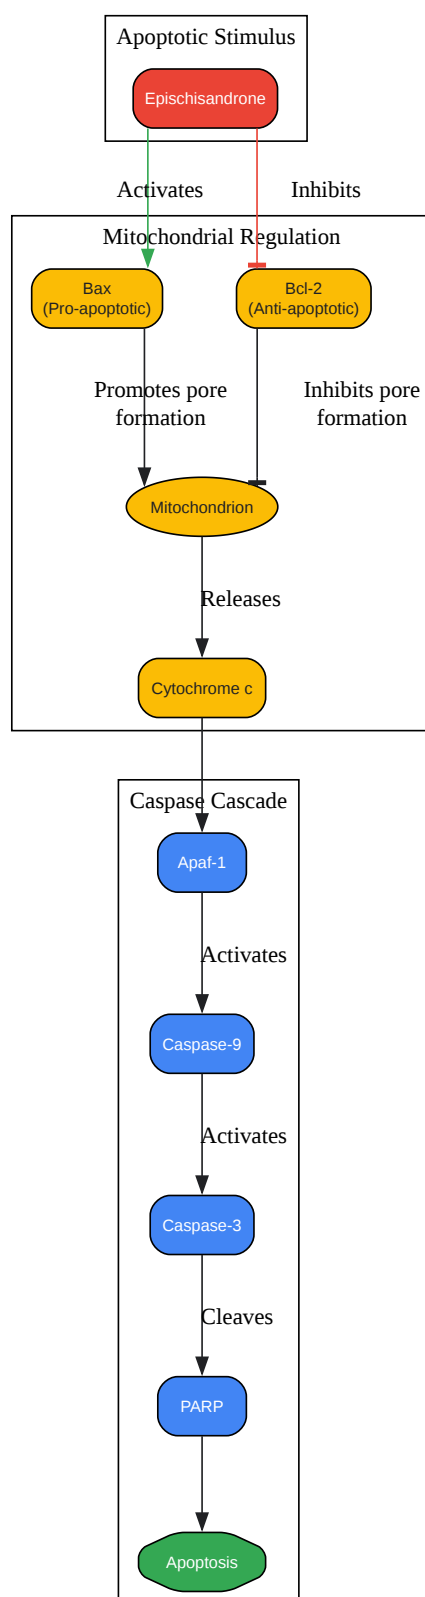 Apoptotic Stimulus
Epischisandrone
Activates
Inhibits
Mitochondrial Regulation
Bax
(Pro-apoptotic)
Bcl-2
(Anti-apoptotic)
Promotes pore
formation
Inhibits pore
formation
Mitochondrion
Releases
Cytochrome c
Caspase Cascade
Apaf-1
Activates
Caspase-9
Activates
Caspase-3
Cleaves
PARP
Apoptosis